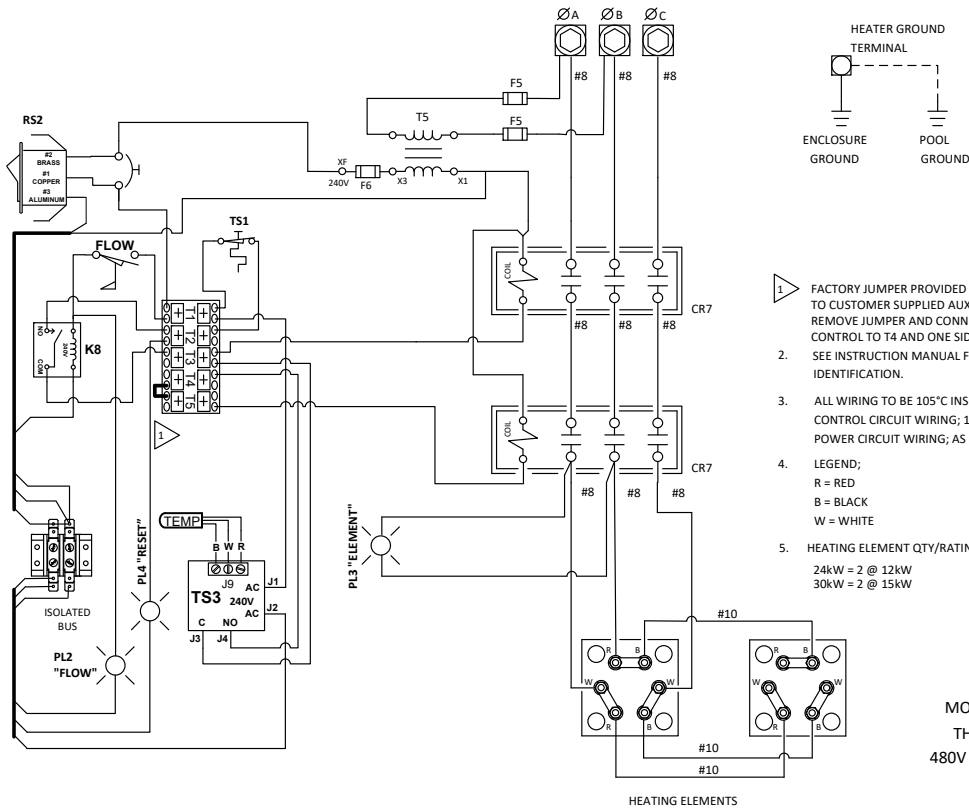 ØA ØB ØC
#8 #8 #8
F5
F5
T5
XF
240V
F6
X3
X1
HEATER GROUND
TERMINAL
ENCLOSURE
GROUND
POOL
GROUND
RS2
#2
BRASS
#1
COPPER
#3
ALUMINUM
FLOW
TS1
T1
T2
T3
T4
T5
1
NO
COM
240V
K8
COIL
CR7
#8 #8
COIL
CR7
#8 #8 #8
1 FACTORY JUMPER PROVIDED
TO CUSTOMER SUPPLIED AUX
REMOVE JUMPER AND CONN
CONTROL TO T4 AND ONE SID
2. SEE INSTRUCTION MANUAL F
IDENTIFICATION.
3. ALL WIRING TO BE 105°C INS
CONTROL CIRCUIT WIRING; 1
POWER CIRCUIT WIRING; AS
4. LEGEND;
R = RED
B = BLACK
W = WHITE
5. HEATING ELEMENT QTY/RATIN
24kW = 2 @ 12kW
30kW = 2 @ 15kW
ISOLATED
BUS
PL2
"FLOW"
PL4 "RESET"
TEMP
B W R
J9
TS3
240V
AC
AC
C NO
J1
J2
J3 J4
PL3 "ELEMENT"
#10
R B
W W
R B
R B
W W
R B
#10
#10
HEATING ELEMENTS
MO
TH
480V